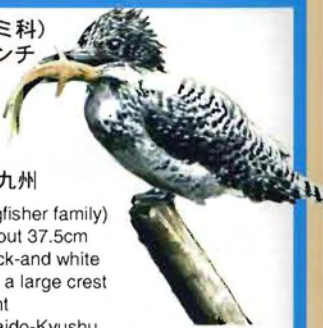 ミ科)
ンチ
九州
gfisher family)
out 37.5cm
ck-and white
a large crest
nt
aido-Kyushu